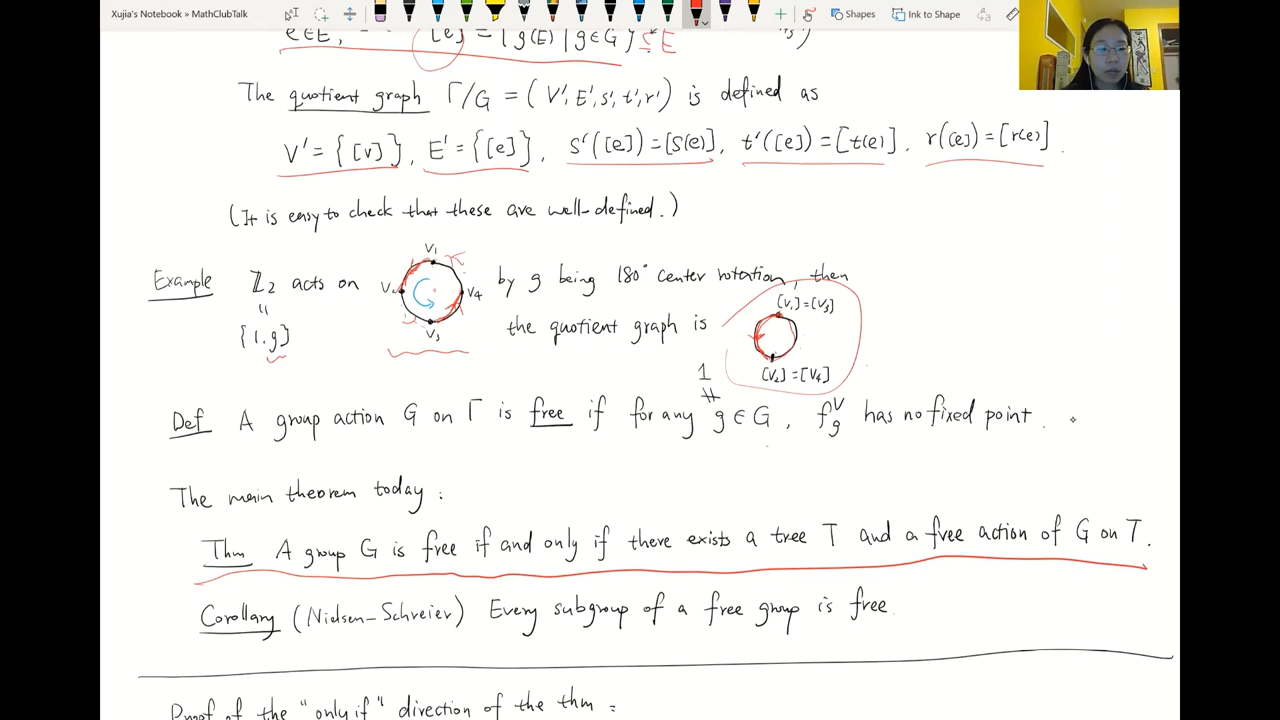 Xujia's Notebook » MathClubTalk
Shapes
Ink to Shape
e∈E, [e] = { g(E) | g∈G } ⊆ E
The quotient graph Γ/G = (V', E', s', t', r') is defined as
V' = {[v]}, E' = {[e]}, s'([e]) = [s(e)], t'([e]) = [t(e)], r([e]) = [r(e)].
(It is easy to check that these are well-defined.)
Example ℤ₂ acts on by g being 180° center rotation, then
V₁
V₄
V₃
{1, g}
the quotient graph is
[V₁] = [V₃]
[V₂] = [V₄]
1
Def A group action G on Γ is free if for any g ∈ G, f_g^V has no fixed point.
The main theorem today:
Thm A group G is free if and only if there exists a tree T and a free action of G on T.
Corollary (Nielsen-Schreier) Every subgroup of a free group is free.
Proof of the "only if" direction of the thm: